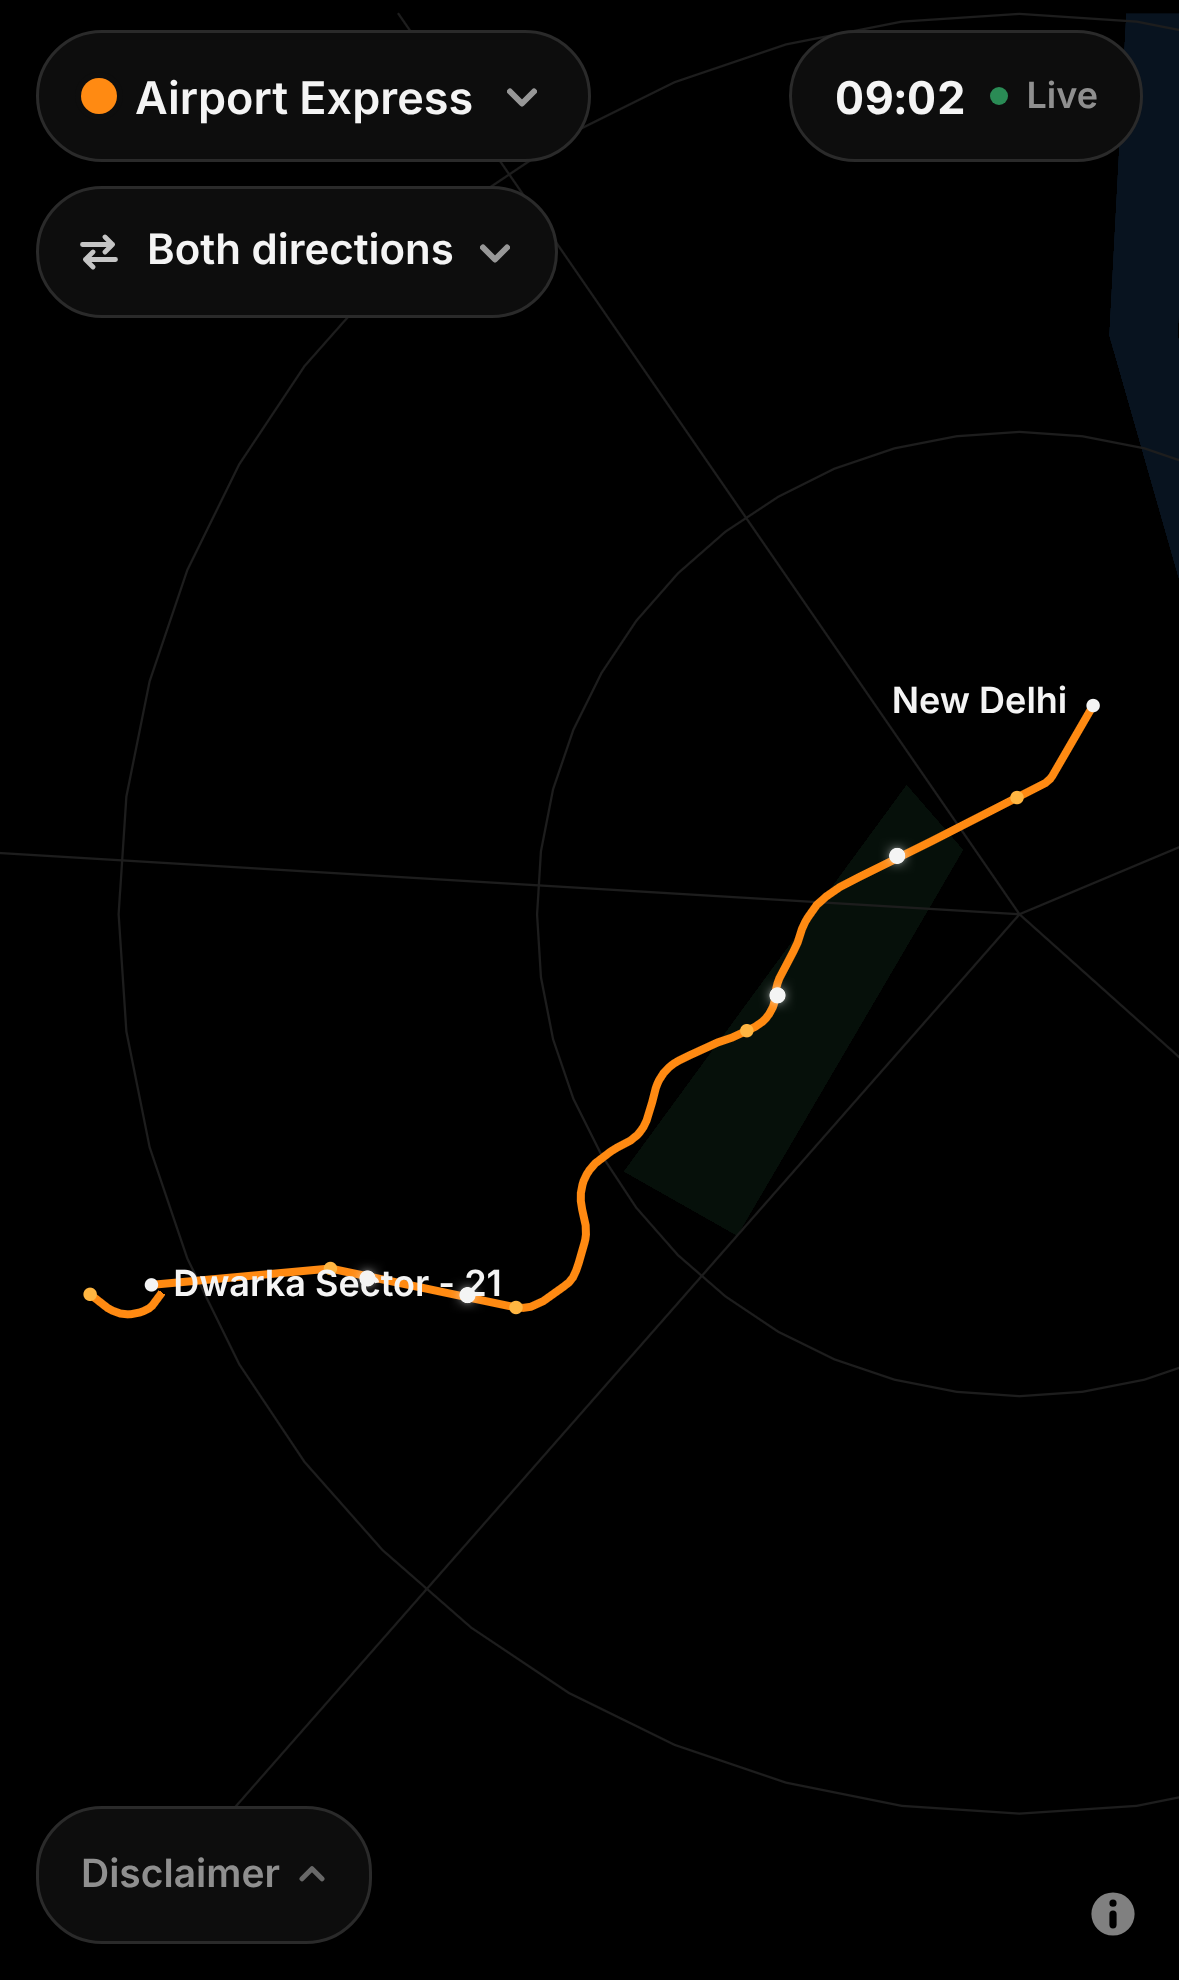 Airport Express
09:02 Live
Both directions
New Delhi
Dwarka Sector - 21
Disclaimer